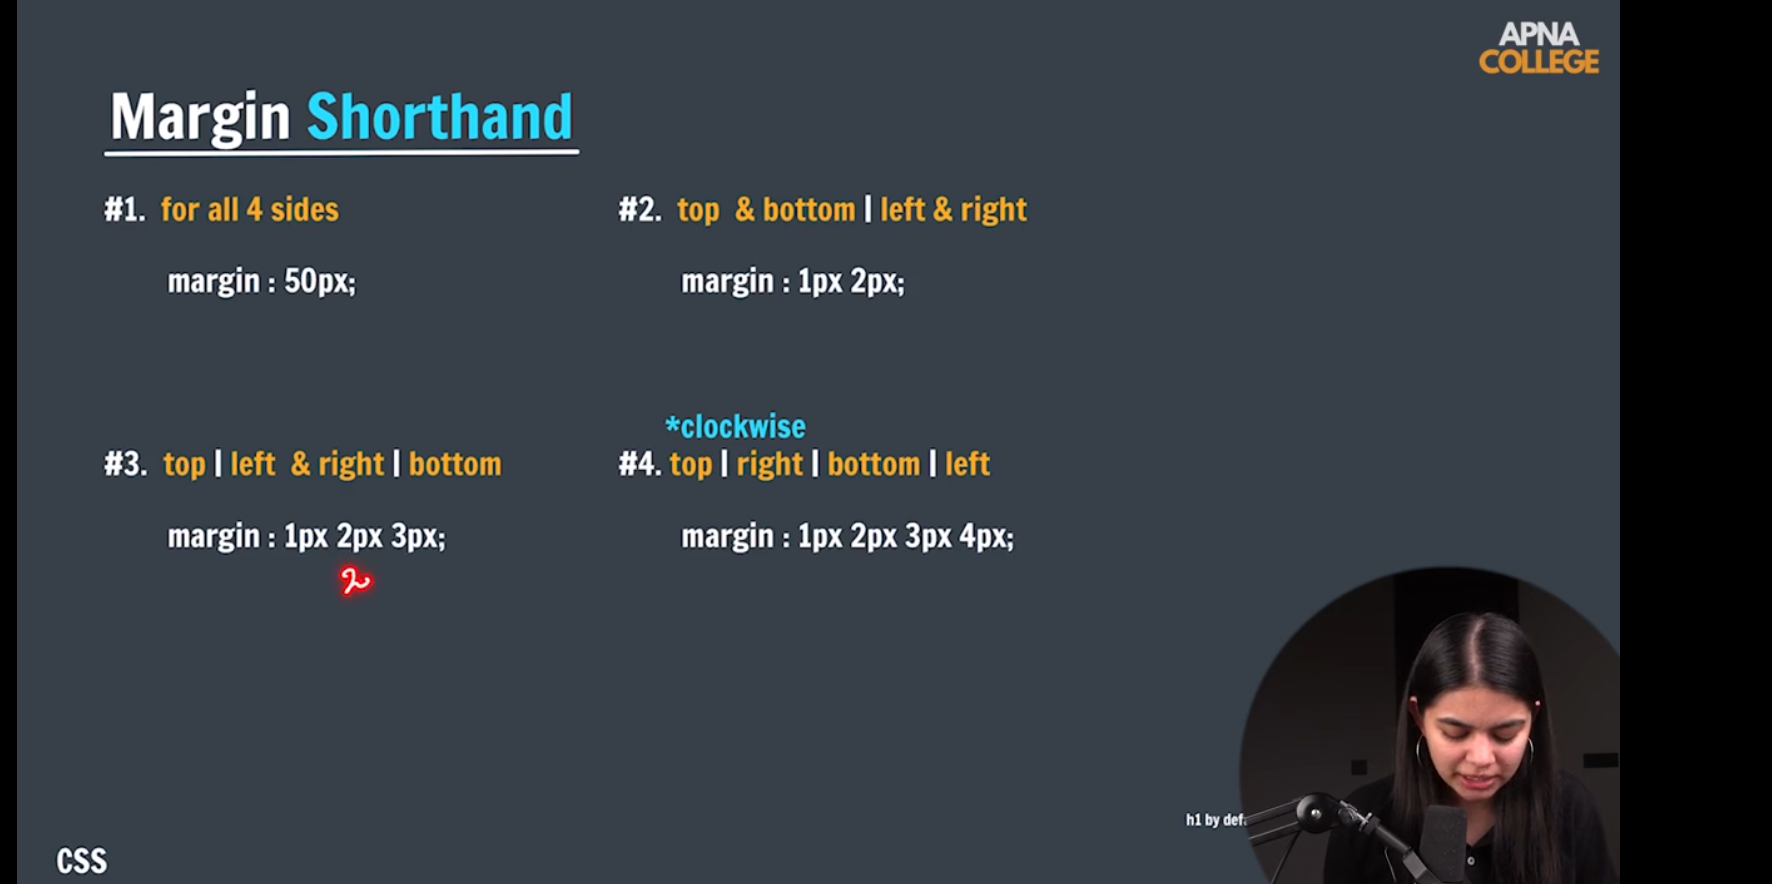 APNA
COLLEGE
Margin Shorthand
#1. for all 4 sides
margin : 50px;
#2. top & bottom | left & right
margin : 1px 2px;
#3. top | left & right | bottom
margin : 1px 2px 3px;
2
*clockwise
#4. top | right | bottom | left
margin : 1px 2px 3px 4px;
h1 by
CSS